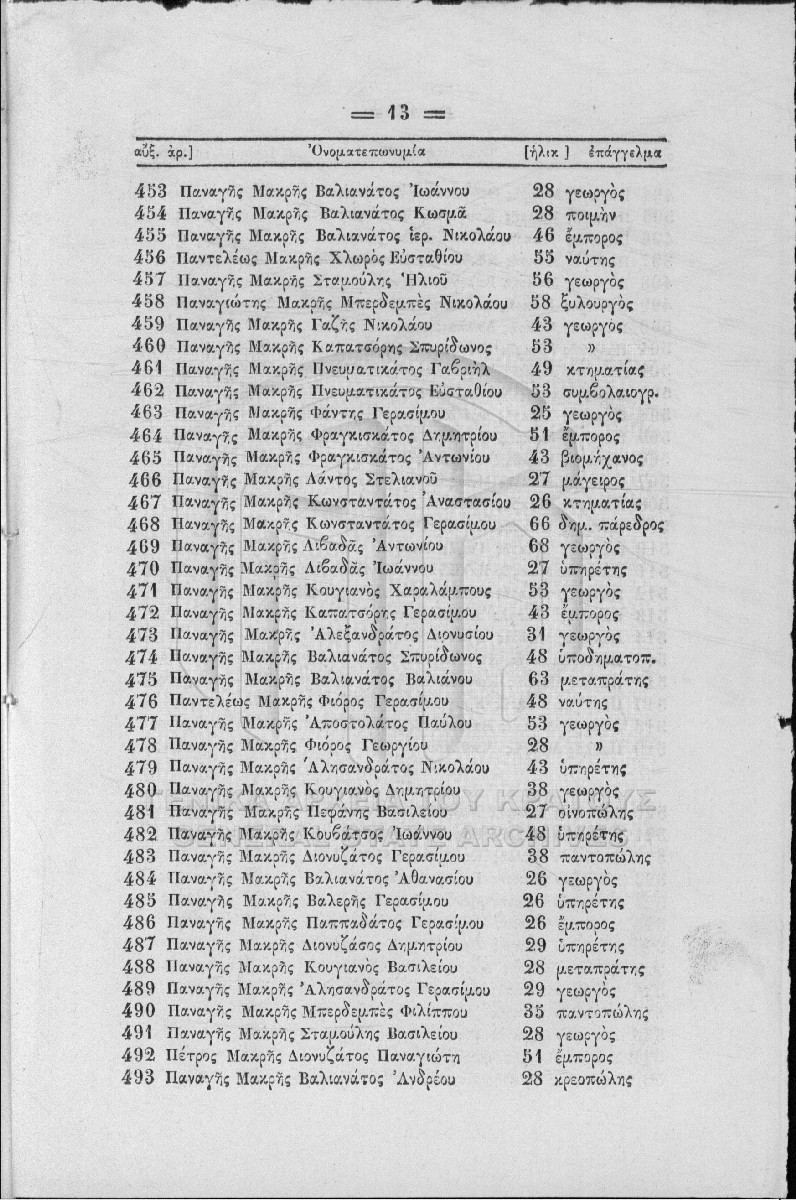 = 13 =
αὔξ. ἀρ.] Ὀνοματεπωνυμία [ἡλικ] ἐπάγγελμα
453 Παναγῆς Μακρῆς Βαλιανάτος Ἰωάννου 28 γεωργὸς
454 Παναγῆς Μακρῆς Βαλιανάτος Κωσμᾶ 28 ποιμὴν
455 Παναγῆς Μακρῆς Βαλιανάτος ἱερ. Νικολάου 46 ἔμπορος
456 Παντελέως Μακρῆς Χλωρὸς Εὐσταθίου 55 ναύτης
457 Παναγῆς Μακρῆς Σταμούλης Ἠλιοῦ 56 γεωργὸς
458 Παναγιώτης Μακρῆς Μπερδεμπὲς Νικολάου 58 ξυλουργὸς
459 Παναγῆς Μακρῆς Γαζῆς Νικολάου 43 γεωργὸς
460 Παναγῆς Μακρῆς Καπατσόρης Σπυρίδωνος 53 »
461 Παναγῆς Μακρῆς Πνευματικάτος Γαβριὴλ 49 κτηματίας
462 Παναγῆς Μακρῆς Πνευματικάτος Εὐσταθίου 53 συμβολαιογρ.
463 Παναγῆς Μακρῆς Φάντης Γερασίμου 25 γεωργὸς
464 Παναγῆς Μακρῆς Φραγκισκάτος Δημητρίου 51 ἔμπορος
465 Παναγῆς Μακρῆς Φραγκισκάτος Ἀντωνίου 43 βιομήχανος
466 Παναγῆς Μακρῆς Λάντος Στελιανοῦ 27 μάγειρος
467 Παναγῆς Μακρῆς Κωνσταντάτος Ἀναστασίου 26 κτηματίας
468 Παναγῆς Μακρῆς Κωνσταντάτος Γερασίμου 66 δημ. πάρεδρος
469 Παναγῆς Μακρῆς Λιβαδᾶς Ἀντωνίου 68 γεωργὸς
470 Παναγῆς Μακρῆς Λιβαδᾶς Ἰωάννου 27 ὑπηρέτης
471 Παναγῆς Μακρῆς Κουγιανὸς Χαραλάμπους 53 γεωργὸς
472 Παναγῆς Μακρῆς Καπατσόρης Γερασίμου 43 ἔμπορος
473 Παναγῆς Μακρῆς Ἀλεξανδράτος Διονυσίου 31 γεωργὸς
474 Παναγῆς Μακρῆς Βαλιανάτος Σπυρίδωνος 48 ὑποδηματοπ.
475 Παναγῆς Μακρῆς Βαλιανάτος Βαλιάνου 63 μεταπράτης
476 Παντελέως Μακρῆς Φιόρος Γερασίμου 48 ναύτης
477 Παναγῆς Μακρῆς Ἀποστολάτος Παύλου 53 γεωργὸς
478 Παναγῆς Μακρῆς Φιόρος Γεωργίου 28 »
479 Παναγῆς Μακρῆς Ἀλησανδράτος Νικολάου 43 ὑπηρέτης
480 Παναγῆς Μακρῆς Κουγιανὸς Δημητρίου 38 γεωργὸς
481 Παναγῆς Μακρῆς Πεφάνης Βασιλείου 27 οἰνοπώλης
482 Παναγῆς Μακρῆς Κουβάτσος Ἰωάννου 48 ὑπηρέτης
483 Παναγῆς Μακρῆς Διονυζάτος Γερασίμου 38 παντοπώλης
484 Παναγῆς Μακρῆς Βαλιανάτος Ἀθανασίου 26 γεωργὸς
485 Παναγῆς Μακρῆς Βαλερῆς Γερασίμου 26 ὑπηρέτης
486 Παναγῆς Μακρῆς Παππαδάτος Γερασίμου 26 ἔμπορος
487 Παναγῆς Μακρῆς Διονυζάσος Δημητρίου 29 ὑπηρέτης
488 Παναγῆς Μακρῆς Κουγιανὸς Βασιλείου 28 μεταπράτης
489 Παναγῆς Μακρῆς Ἀλησανδράτος Γερασίμου 29 γεωργὸς
490 Παναγῆς Μακρῆς Μπερδεμπὲς Φιλίππου 35 παντοπώλης
491 Παναγῆς Μακρῆς Σταμούλης Βασιλείου 28 γεωργὸς
492 Πέτρος Μακρῆς Διονυζάτος Παναγιώτη 51 ἔμπορος
493 Παναγῆς Μακρῆς Βαλιανάτος Ἀνδρέου 28 κρεοπώλης
ΓΕΝΙΚΑ ΑΡΧΕΙΑ ΤΟΥ ΚΡΑΤΟΥΣ
GENERAL STATE ARCHIVES